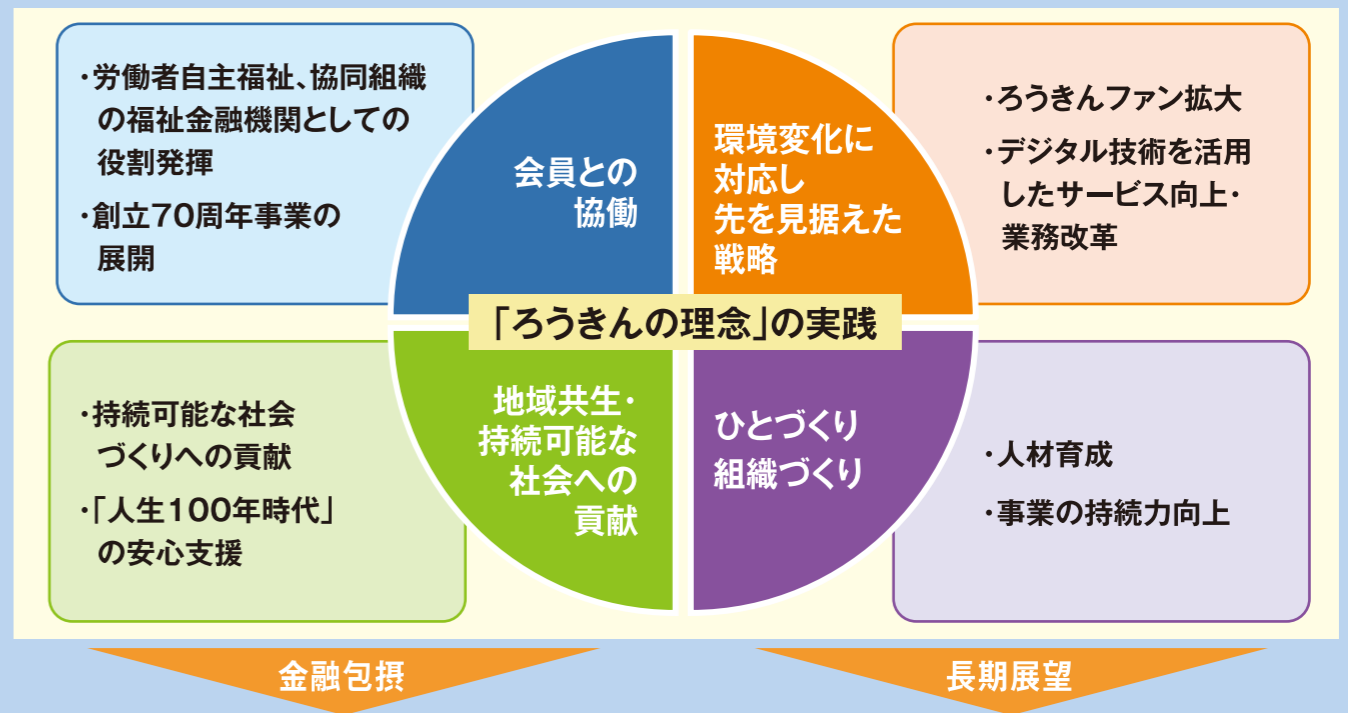 ・労働者自主福祉、協同組織
の福祉金融機関としての
役割発揮
・創立70周年事業の
展開
会員との
協働
環境変化に
対応し
先を見据えた
戦略
・ろうきんファン拡大
・デジタル技術を活用
したサービス向上・
業務改革
「ろうきんの理念」の実践
・持続可能な社会
づくりへの貢献
・「人生100年時代」
の安心支援
地域共生・
持続可能な
社会への
貢献
ひとづくり
組織づくり
・人材育成
・事業の持続力向上
金融包摂
長期展望